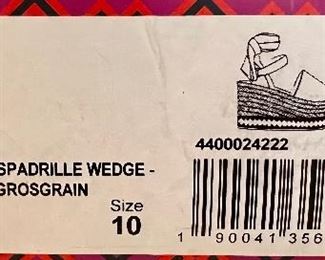 4400024222
SPADRILLE WEDGE -
GROSGRAIN
Size
10
1 90041 356